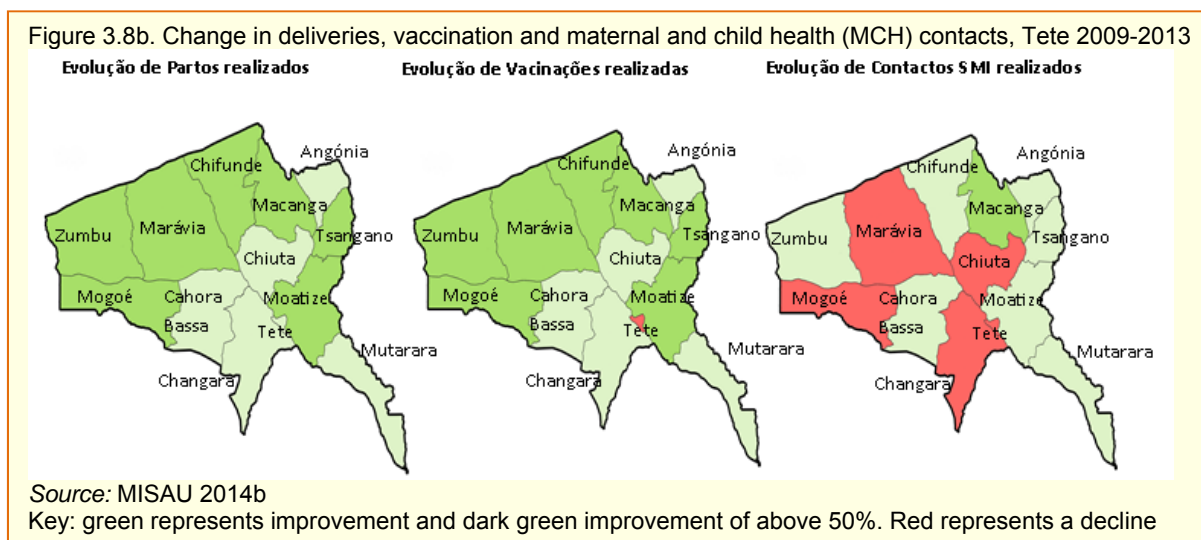 Figure 3.8b. Change in deliveries, vaccination and maternal and child health (MCH) contacts, Tete 2009-2013
Evolução de Partos realizados
Evolução de Vacinações realizadas
Evolução de Contactos SMI realizados
Angónia
Chifunde
Macanga
Zumbu
Marávia
Tsangano
Chiuta
Mogoé
Cahora
Bassa
Moatize
Tete
Mutarara
Changara
Angónia
Chifunde
Macanga
Zumbu
Marávia
Tsangano
Chiuta
Mogoé
Cahora
Bassa
Moatize
Tete
Mutarara
Changara
Angónia
Chifunde
Macanga
Zumbu
Marávia
Tsangano
Chiuta
Mogoé
Cahora
Bassa
Moatize
Tete
Mutarara
Changara
Source: MISAU 2014b
Key: green represents improvement and dark green improvement of above 50%. Red represents a decline